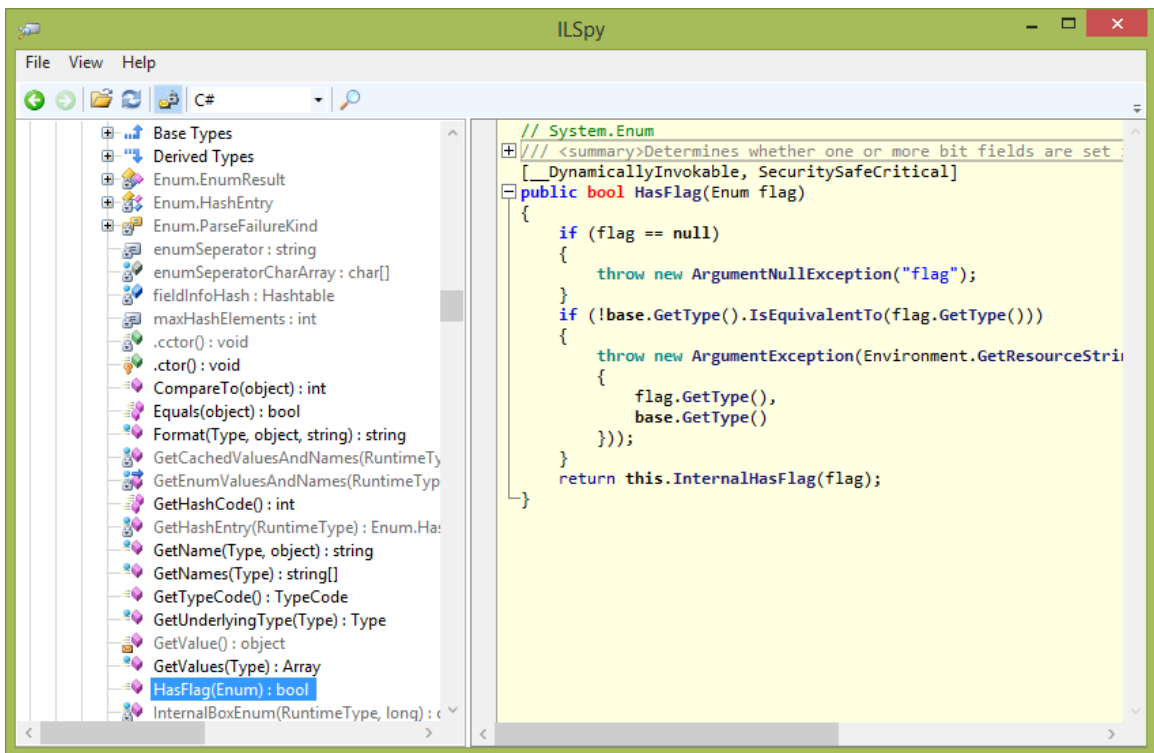 ILSpy
File View Help
C#
Base Types
Derived Types
Enum.EnumResult
Enum.HashEntry
Enum.ParseFailureKind
enumSeperator : string
enumSeperatorCharArray : char[]
fieldInfoHash : Hashtable
maxHashElements : int
.cctor() : void
.ctor() : void
CompareTo(object) : int
Equals(object) : bool
Format(Type, object, string) : string
GetCachedValuesAndNames(RuntimeTy
GetEnumValuesAndNames(RuntimeTyp
GetHashCode() : int
GetHashEntry(RuntimeType) : Enum.Ha
GetName(Type, object) : string
GetNames(Type) : string[]
GetTypeCode() : TypeCode
GetUnderlyingType(Type) : Type
GetValue() : object
GetValues(Type) : Array
HasFlag(Enum) : bool
InternalBoxEnum(RuntimeType, long) :
// System.Enum
/// <summary>Determines whether one or more bit fields are set
[__DynamicallyInvokable, SecuritySafeCritical]
public bool HasFlag(Enum flag)
{
if (flag == null)
{
throw new ArgumentNullException("flag");
}
if (!base.GetType().IsEquivalentTo(flag.GetType()))
{
throw new ArgumentException(Environment.GetResourceStri
{
flag.GetType(),
base.GetType()
}));
}
return this.InternalHasFlag(flag);
}